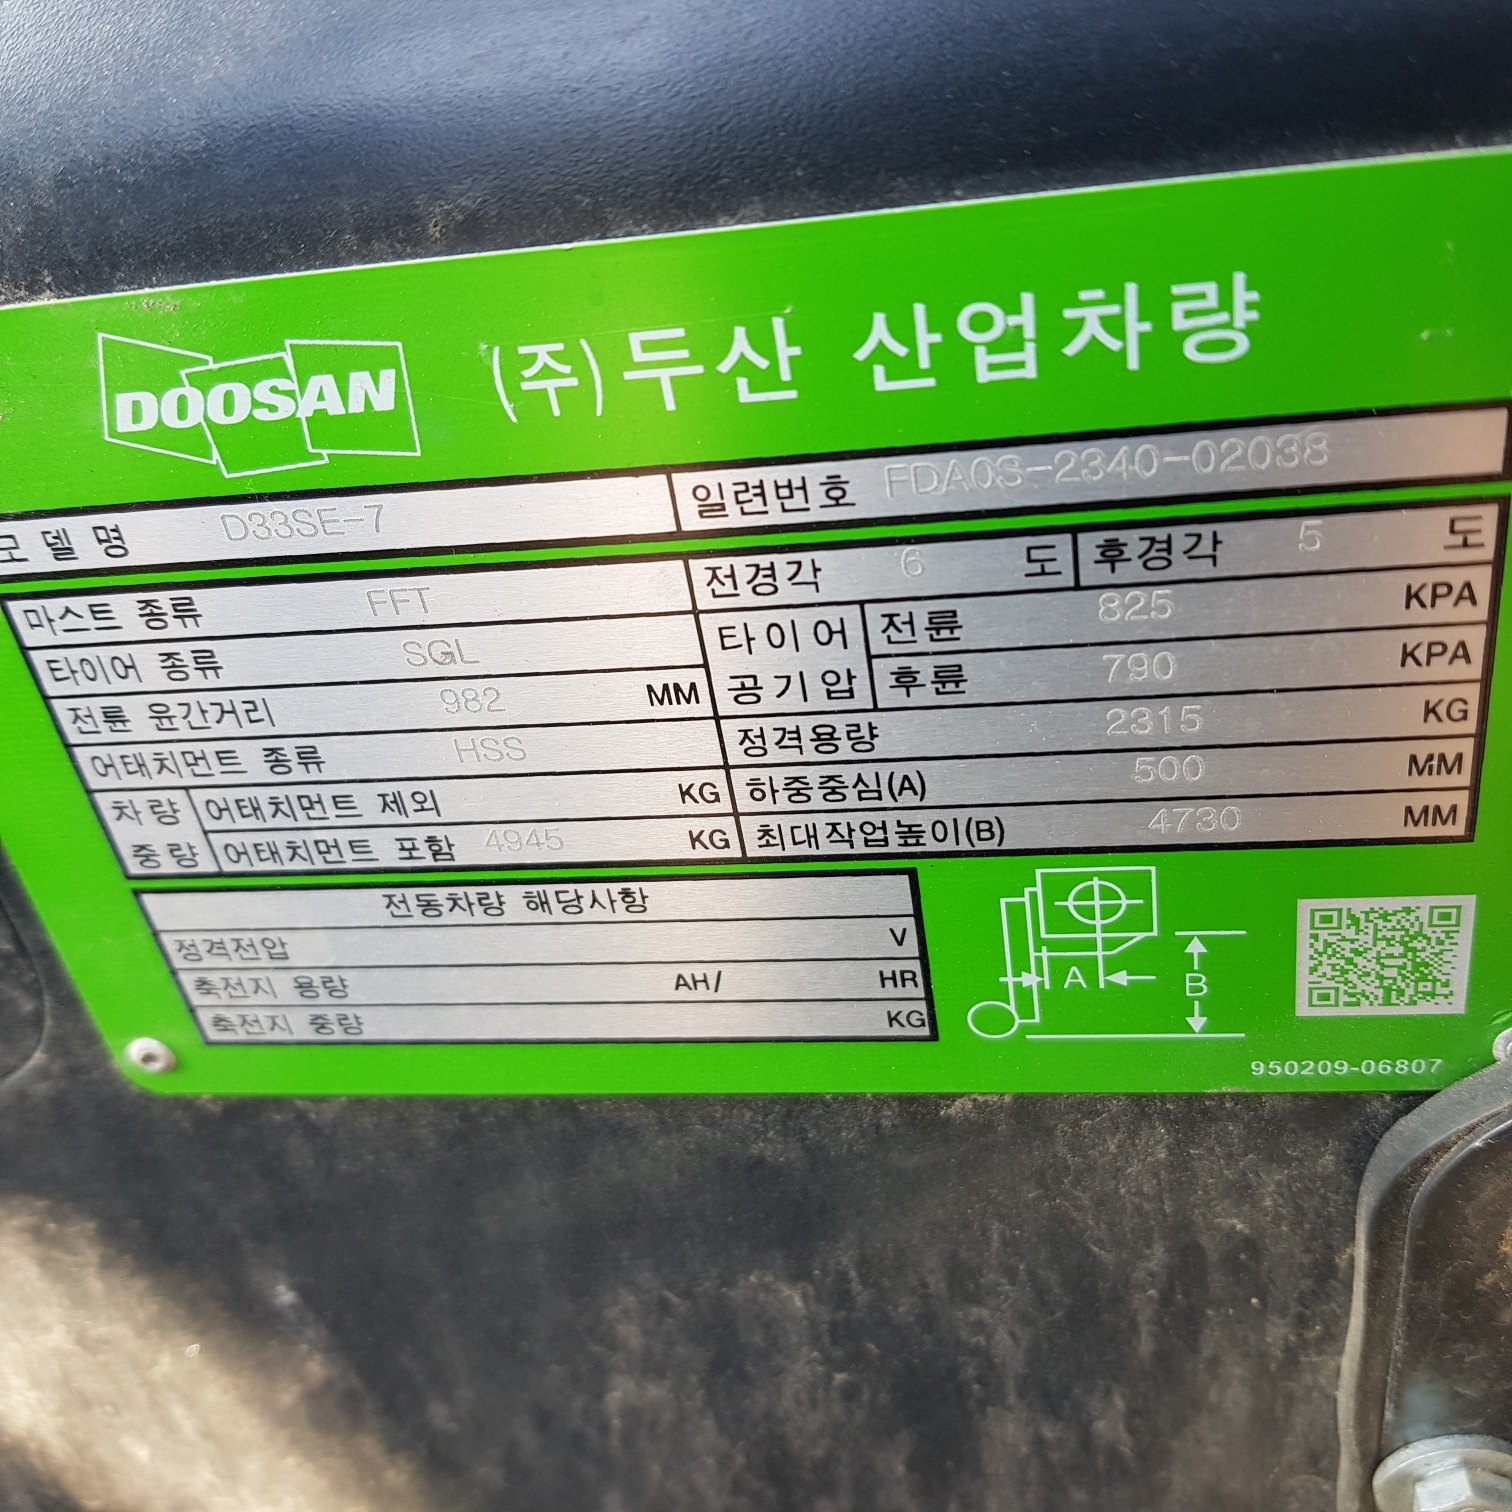 DOOSAN (주)두산 산업차량
모델명 D33SE-7 일련번호 FDA0S-2340-02038
마스트 종류 FFT 전경각 6 도 후경각 5 도
타이어 종류 SGL 타이어 공기압 전륜 825 KPA
전륜 윤간거리 982 MM 후륜 790 KPA
어태치먼트 종류 HSS 정격용량 2315 KG
차량 중량 어태치먼트 제외 KG 하중중심(A) 500 MM
어태치먼트 포함 4945 KG 최대작업높이(B) 4730 MM
전동차량 해당사항
정격전압 V
축전지 용량 AH/ HR
축전지 중량 KG
A B
950209-06807